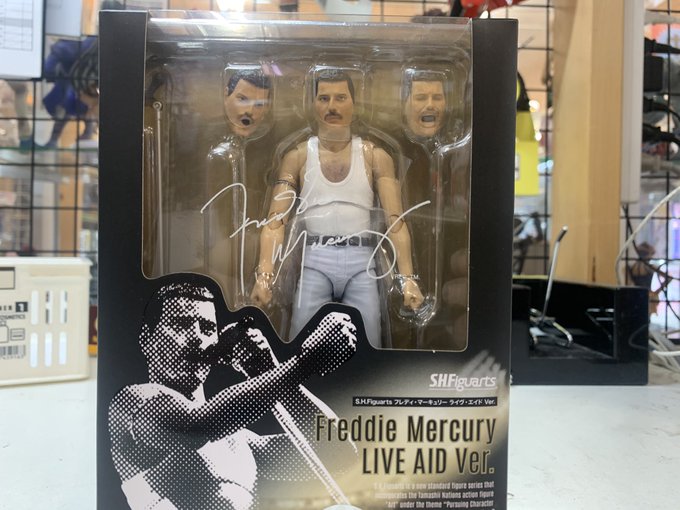 Freddie
Mercury
S.H.Figuarts
S.H.Figuarts フレディ・マーキュリー ライヴ・エイド Ver.
Freddie Mercury
LIVE AID Ver.
S.H.Figuarts is a new standard figure series that
incorporates the Tamashii Nations action figure
"Art" under the theme "Pursuing Character